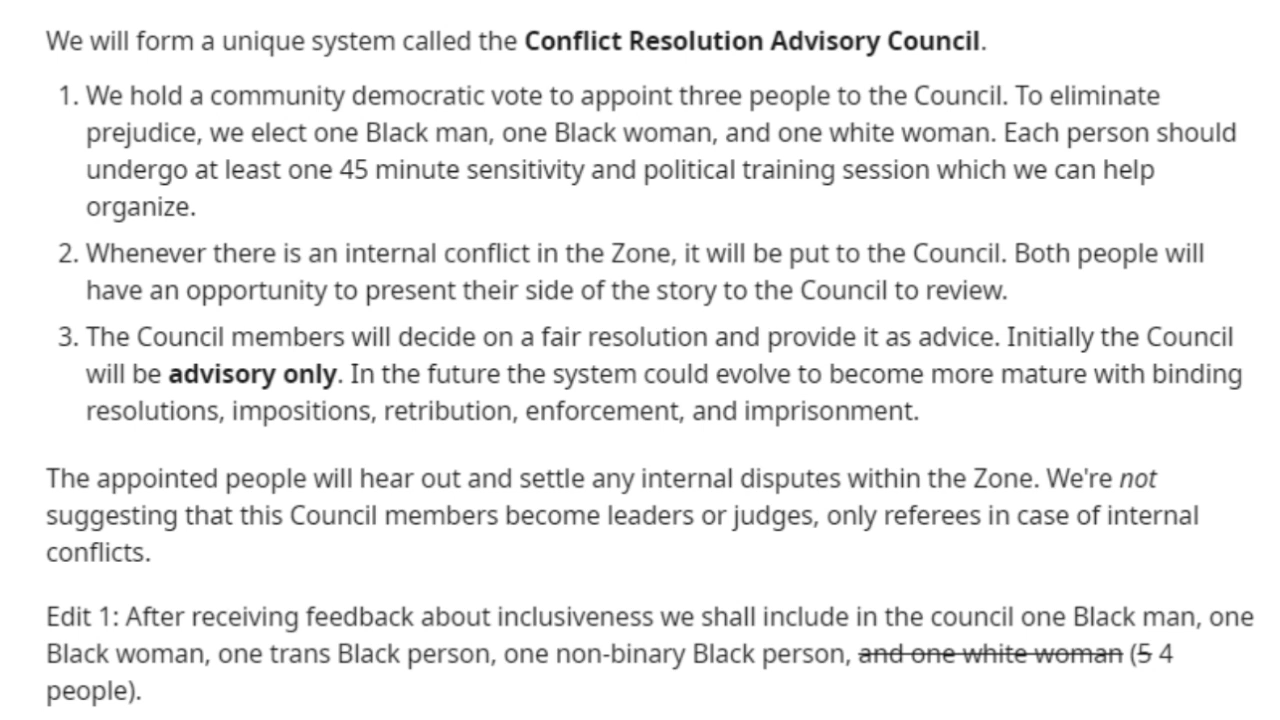 We will form a unique system called the Conflict Resolution Advisory Council.
1. We hold a community democratic vote to appoint three people to the Council. To eliminate
prejudice, we elect one Black man, one Black woman, and one white woman. Each person should
undergo at least one 45 minute sensitivity and political training session which we can help
organize.
2. Whenever there is an internal conflict in the Zone, it will be put to the Council. Both people will
have an opportunity to present their side of the story to the Council to review.
3. The Council members will decide on a fair resolution and provide it as advice. Initially the Council
will be advisory only. In the future the system could evolve to become more mature with binding
resolutions, impositions, retribution, enforcement, and imprisonment.
The appointed people will hear out and settle any internal disputes within the Zone. We're not
suggesting that this Council members become leaders or judges, only referees in case of internal
conflicts.
Edit 1: After receiving feedback about inclusiveness we shall include in the council one Black man, one
Black woman, one trans Black person, one non-binary Black person, and one white woman (5 4
people).